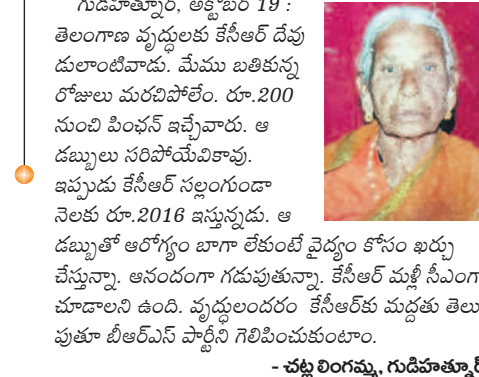 గుడిహత్నూర్, అక్టోబర్ 19 :
తెలంగాణ వృద్ధులకు కేసీఆర్ దేవు
డులాంటివాడు. మేము బతికున్న
రోజులు మరచిపోలేం. రూ.200
నుంచి పింఛన్ ఇచ్చేవారు. ఆ
డబ్బులు సరిపోయేవికావు.
ఇప్పుడు కేసీఆర్ సల్లంగుండా
నెలకు రూ.2016 ఇస్తున్నడు. ఆ
డబ్బుతో ఆరోగ్యం బాగా లేకుంటే వైద్యం కోసం ఖర్చు
చేస్తున్నా. ఆనందంగా గడుపుతున్నా. కేసీఆర్ మళ్లీ సీఎంగా
చూడాలని ఉంది. వృద్ధులందరం కేసీఆర్‌కు మద్దతు తెలు
పుతూ బీఆర్ఎస్ పార్టీని గెలిపించుకుంటాం.
- చట్ల లింగమ్మ, గుడిహత్నూర్